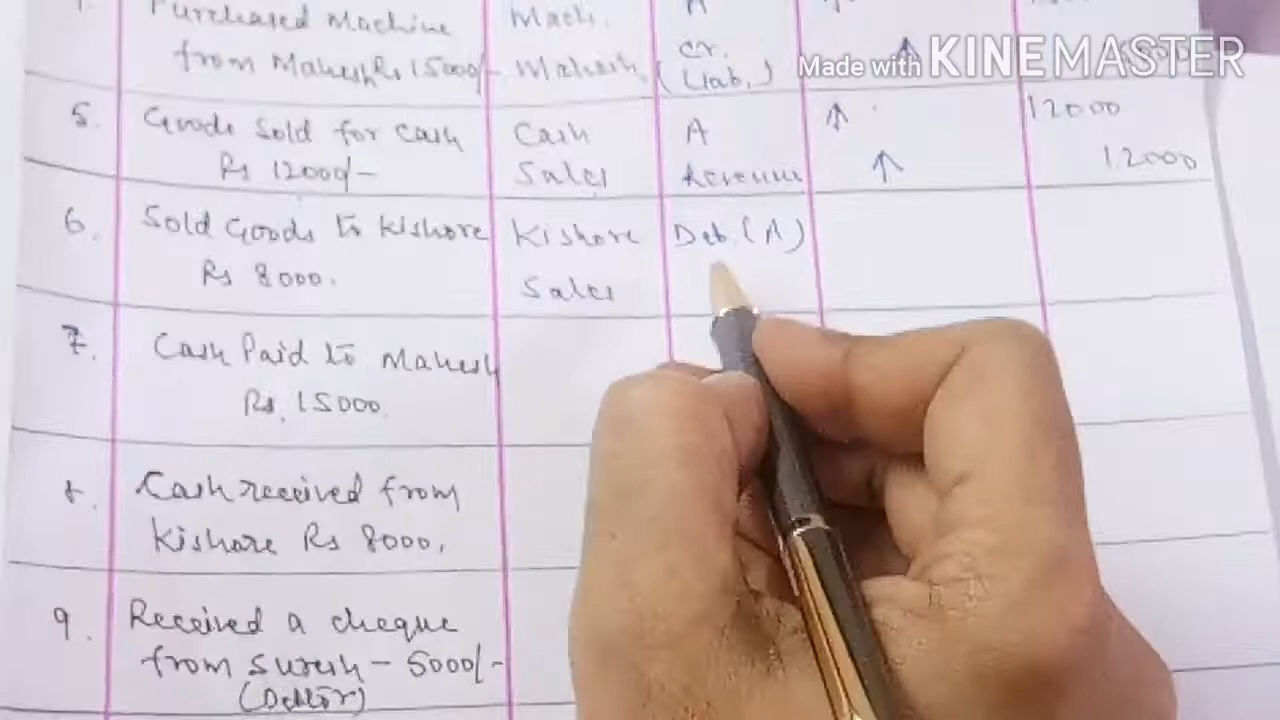 Purchased Machine Mach. A
from Mahesh Rs 15000/- Mahesh cr.
(Liab.)
Made with KINEMASTER
5. Goods Sold for cash Cash A ↑ 12000
Rs 12000/- Sales Revenue ↑ 12000
6. Sold Goods to Kishore Kishore Deb. (A)
Rs 8000. Sales
7. Cash Paid to Mahesh
Rs. 15000
8. Cash received from
Kishore Rs 8000.
9. Received a cheque
from Suresh - 5000/-
(Debtor)